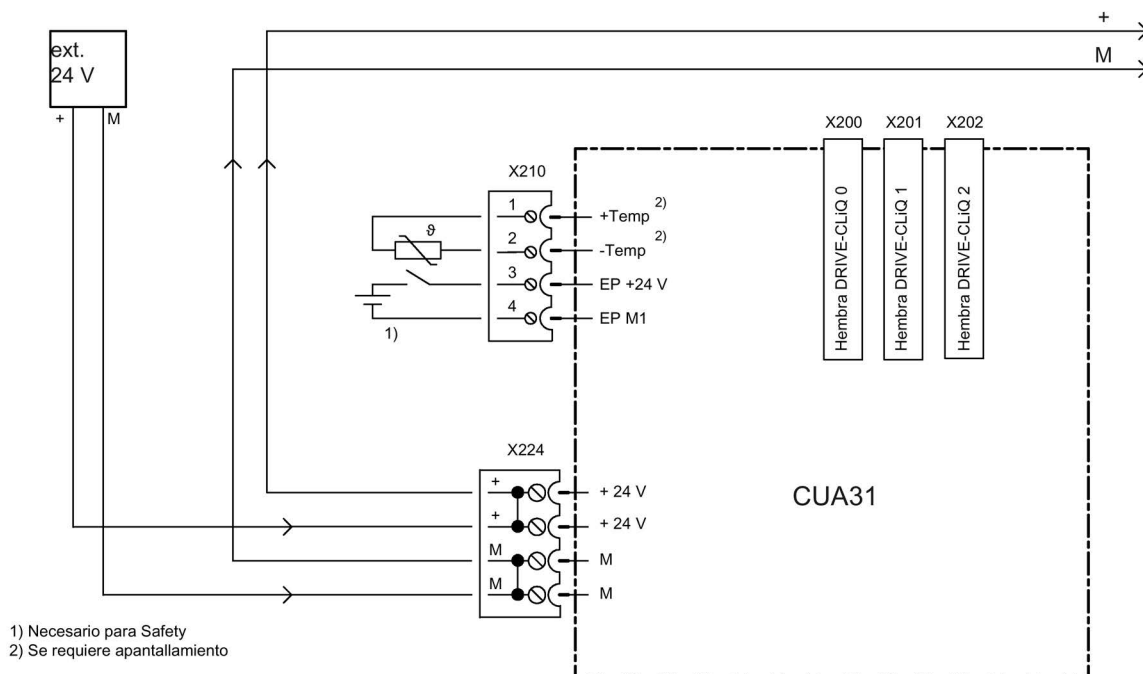 +
M
ext.
24 V
+ M
X200 X201 X202
Hembra DRIVE-CLiQ 0
Hembra DRIVE-CLiQ 1
Hembra DRIVE-CLiQ 2
X210
1 +Temp 2)
ϑ
2 -Temp 2)
3 EP +24 V
4 EP M1
1)
X224
+ + 24 V
+ + 24 V
M M
M M
CUA31
1) Necesario para Safety
2) Se requiere apantallamiento